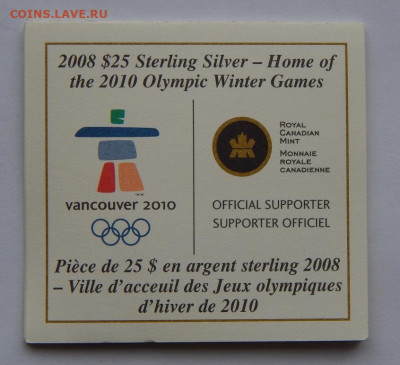 COINS.LAVE.RU
2008 $25 Sterling Silver – Home of
the 2010 Olympic Winter Games
vancouver 2010
ROYAL
CANADIAN
MINT
MONNAIE
ROYALE
CANADIENNE
OFFICIAL SUPPORTER
SUPPORTER OFFICIEL
Pièce de 25 $ en argent sterling 2008
– Ville d’acceuil des Jeux olympiques
d’hiver de 2010